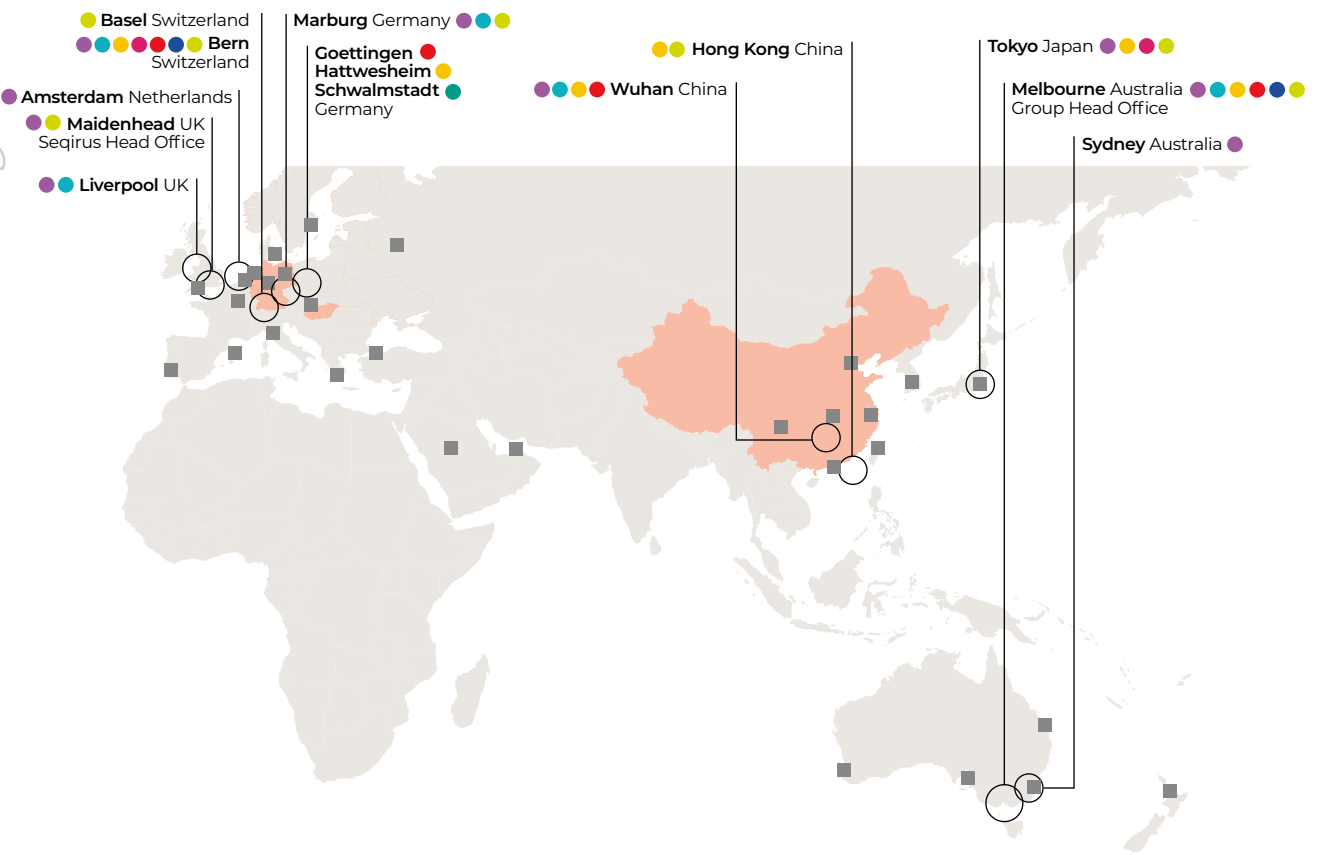 Basel Switzerland
Bern
Switzerland
Amsterdam Netherlands
Maidenhead UK
Seqirus Head Office
Liverpool UK
Marburg Germany
Goettingen
Hattwesheim
Schwalmstadt
Germany
Hong Kong China
Wuhan China
Tokyo Japan
Melbourne Australia
Group Head Office
Sydney Australia